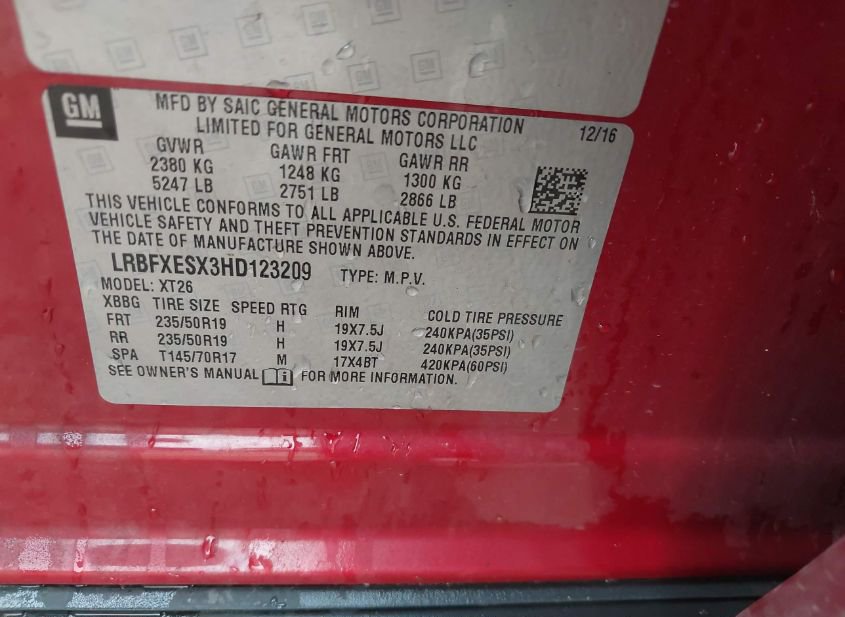 GM
MFD BY SAIC GENERAL MOTORS CORPORATION
LIMITED FOR GENERAL MOTORS LLC
12/16
GVWR GAWR FRT GAWR RR
2380 KG 1248 KG 1300 KG
5247 LB 2751 LB 2866 LB
THIS VEHICLE CONFORMS TO ALL APPLICABLE U.S. FEDERAL MOTOR
VEHICLE SAFETY AND THEFT PREVENTION STANDARDS IN EFFECT ON
THE DATE OF MANUFACTURE SHOWN ABOVE.
LRBFXESX3HD123209 TYPE: M.P.V.
MODEL: XT26
XBBG TIRE SIZE SPEED RTG RIM COLD TIRE PRESSURE
FRT 235/50R19 H 19X7.5J 240KPA(35PSI)
RR 235/50R19 H 19X7.5J 240KPA(35PSI)
SPA T145/70R17 M 17X4BT 420KPA(60PSI)
SEE OWNER'S MANUAL FOR MORE INFORMATION.